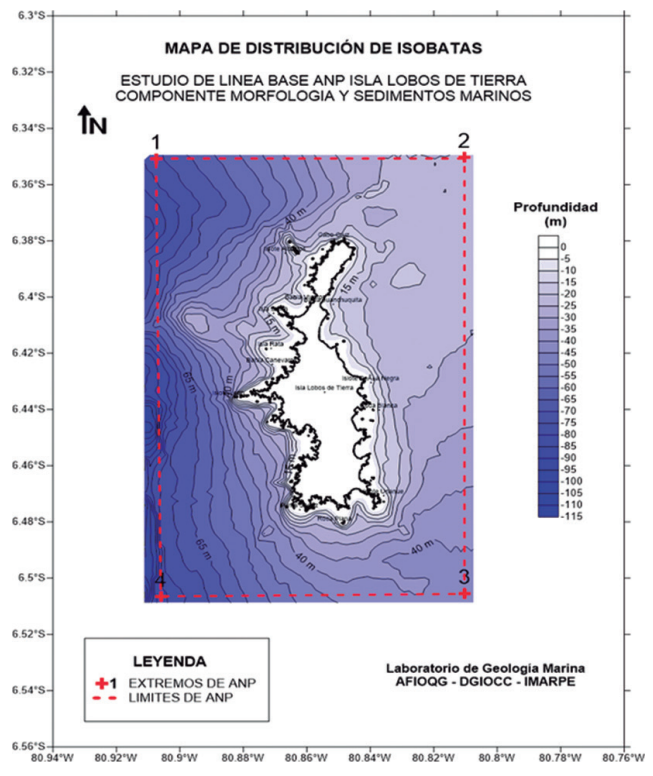 6.3°S
MAPA DE DISTRIBUCIÓN DE ISOBATAS
6.32°S
ESTUDIO DE LINEA BASE ANP ISLA LOBOS DE TIERRA
COMPONENTE MORFOLOGIA Y SEDIMENTOS MARINOS
6.34°S
N
1
2
6.36°S
Profundidad
(m)
40 m
6.38°S
0
-5
-10
-15
-20
-25
-30
-35
-40
-45
-50
-55
-60
-65
-70
-75
-80
-85
-90
-95
-100
-105
-110
-115
15 m
6.4°S
15 m
6.42°S
Isla Rata
65 m
6.44°S
Isla Lobos de Tierra
6.46°S
6.48°S
65 m
40 m
40 m
6.5°S
4
3
6.52°S
LEYENDA
1 EXTREMOS DE ANP
LIMITES DE ANP
Laboratorio de Geología Marina
AFIOQG - DGIOCC - IMARPE
6.54°S
6.56°S
80.94°W 80.92°W 80.9°W 80.88°W 80.86°W 80.84°W 80.82°W 80.8°W